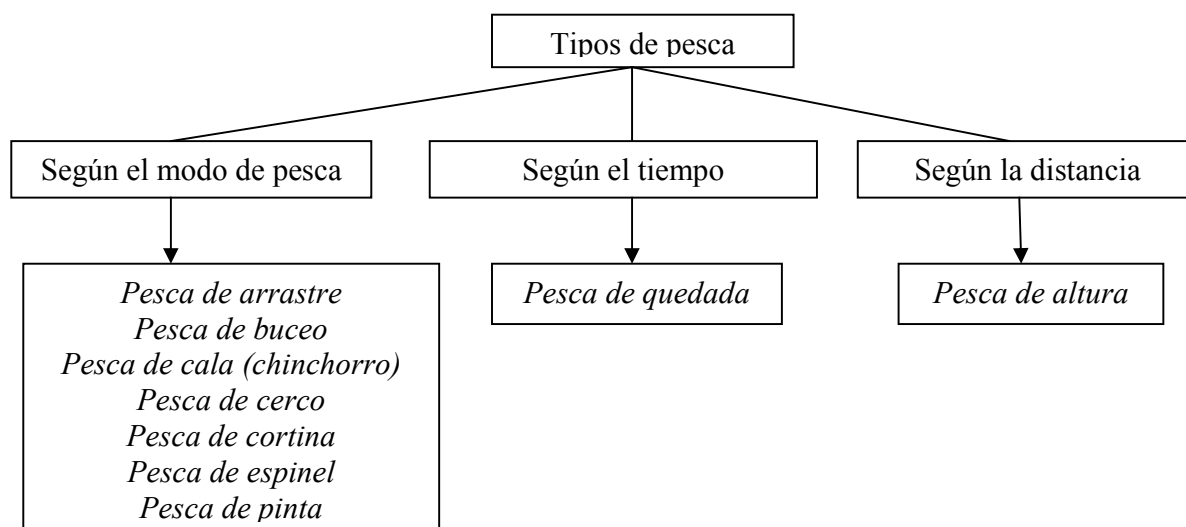 Tipos de pesca
Según el modo de pesca
Según el tiempo
Según la distancia
Pesca de arrastre
Pesca de buceo
Pesca de cala (chinchorro)
Pesca de cerco
Pesca de cortina
Pesca de espinel
Pesca de pinta
Pesca de quedada
Pesca de altura